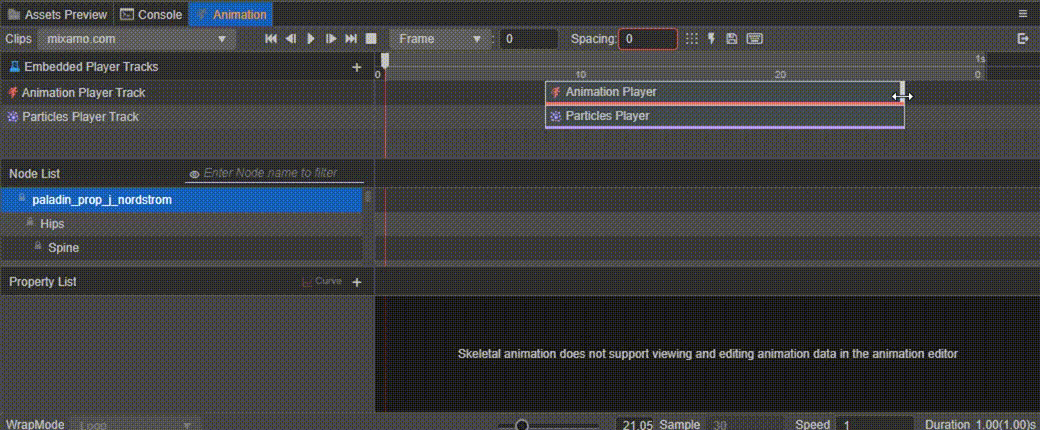 Assets Preview Console Animation
Clips mixamo.com Frame : 0 Spacing: 0
Embedded Player Tracks
1s
0 10 20 0
Animation Player Track Animation Player
Particles Player Track Particles Player
Node List Enter Node name to filter
paladin_prop_j_nordstrom
Hips
Spine
Property List Curve
Skeletal animation does not support viewing and editing animation data in the animation editor
WrapMode Loop 21.05 Sample 30 Speed 1 Duration 1.00(1.00)s